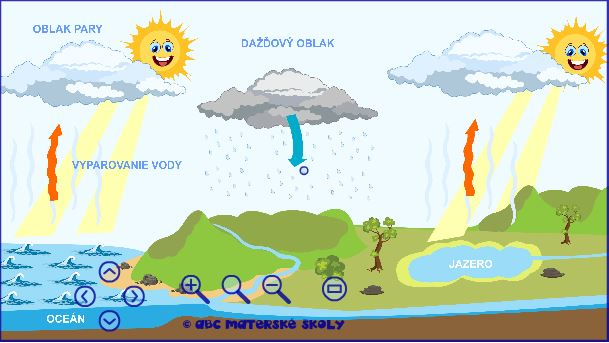 OBLAK PARY
DAŽĎOVÝ OBLAK
VYPAROVANIE VODY
JAZERO
OCEÁN
© abc materské školy